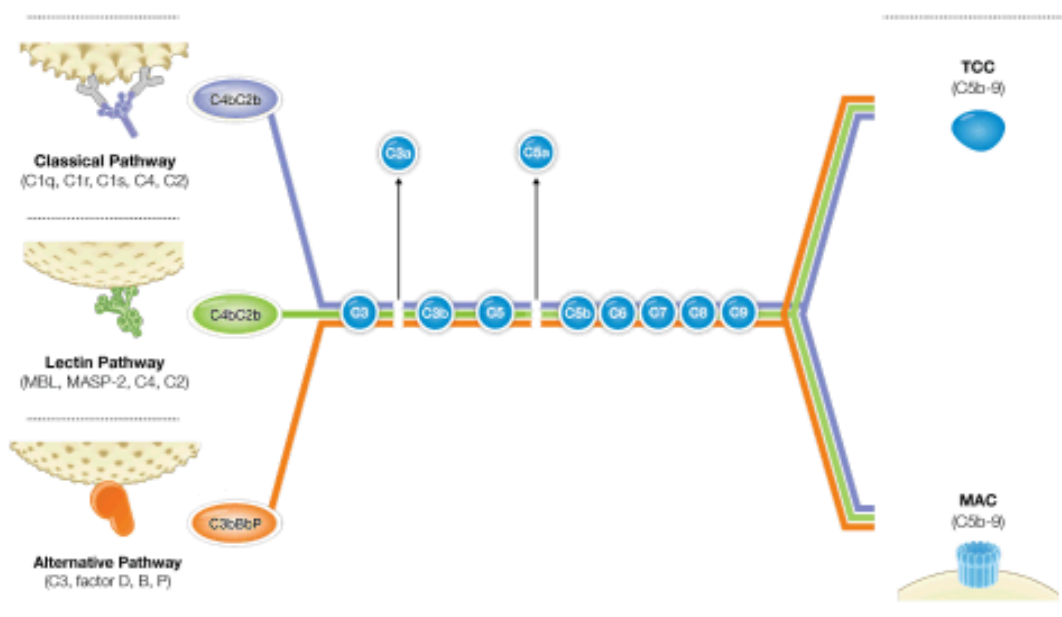 Classical Pathway
(C1q, C1r, C1s, C4, C2)
C4bC2b
Lectin Pathway
(MBL, MASP-2, C4, C2)
C4bC2b
Alternative Pathway
(C3, factor D, B, P)
C3bBbP
C3a
C5a
C3
C3b
C5
C5b
C6
C7
C8
C9
TCC
(C5b-9)
MAC
(C5b-9)